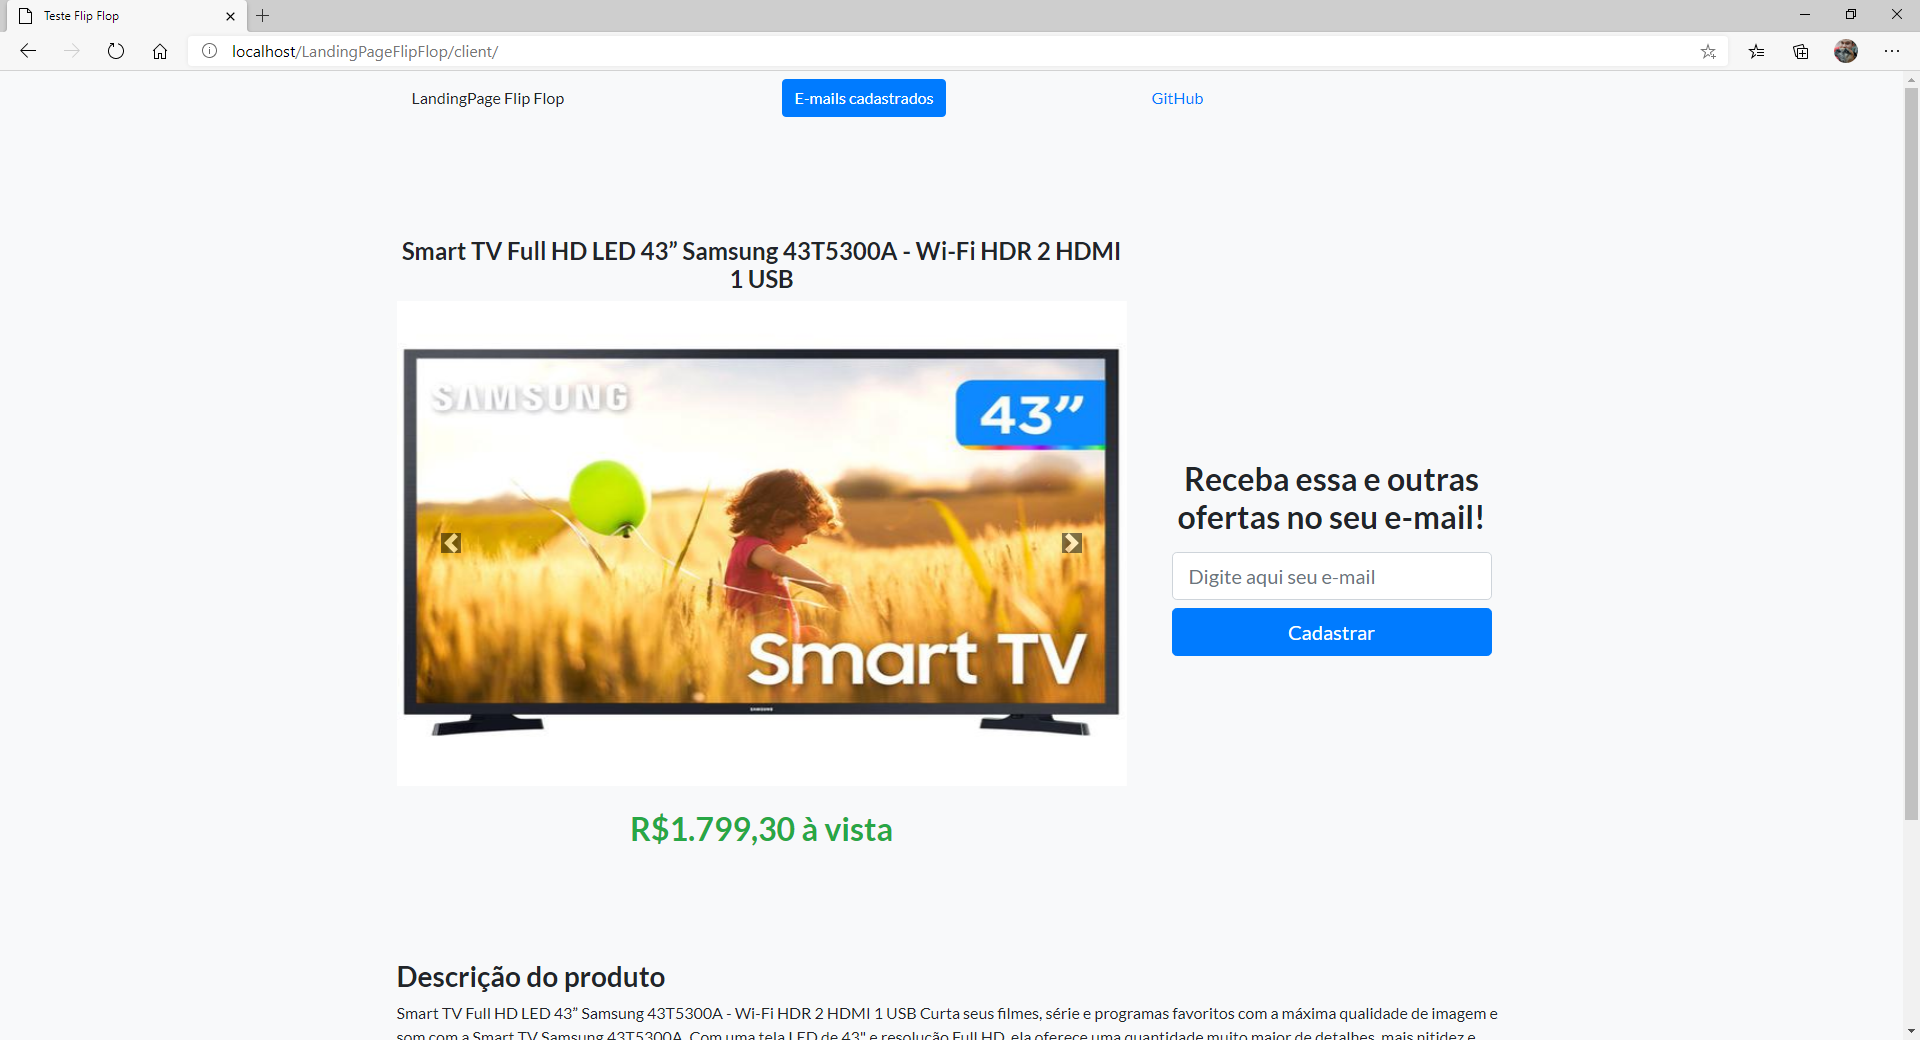 Teste Flip Flop
localhost/LandingPageFlipFlop/client/
LandingPage Flip Flop
E-mails cadastrados
GitHub
Smart TV Full HD LED 43” Samsung 43T5300A - Wi-Fi HDR 2 HDMI
1 USB
SAMSUNG
43”
Smart TV
SAMSUNG
Receba essa e outras
ofertas no seu e-mail!
Digite aqui seu e-mail
Cadastrar
R$1.799,30 à vista
Descrição do produto
Smart TV Full HD LED 43” Samsung 43T5300A - Wi-Fi HDR 2 HDMI 1 USB Curta seus filmes, série e programas favoritos com a máxima qualidade de imagem e
som com a Smart TV Samsung 43T5300A. Com uma tela LED de 43" e resolução Full HD, ela oferece uma quantidade muito maior de detalhes, mais nitidez e